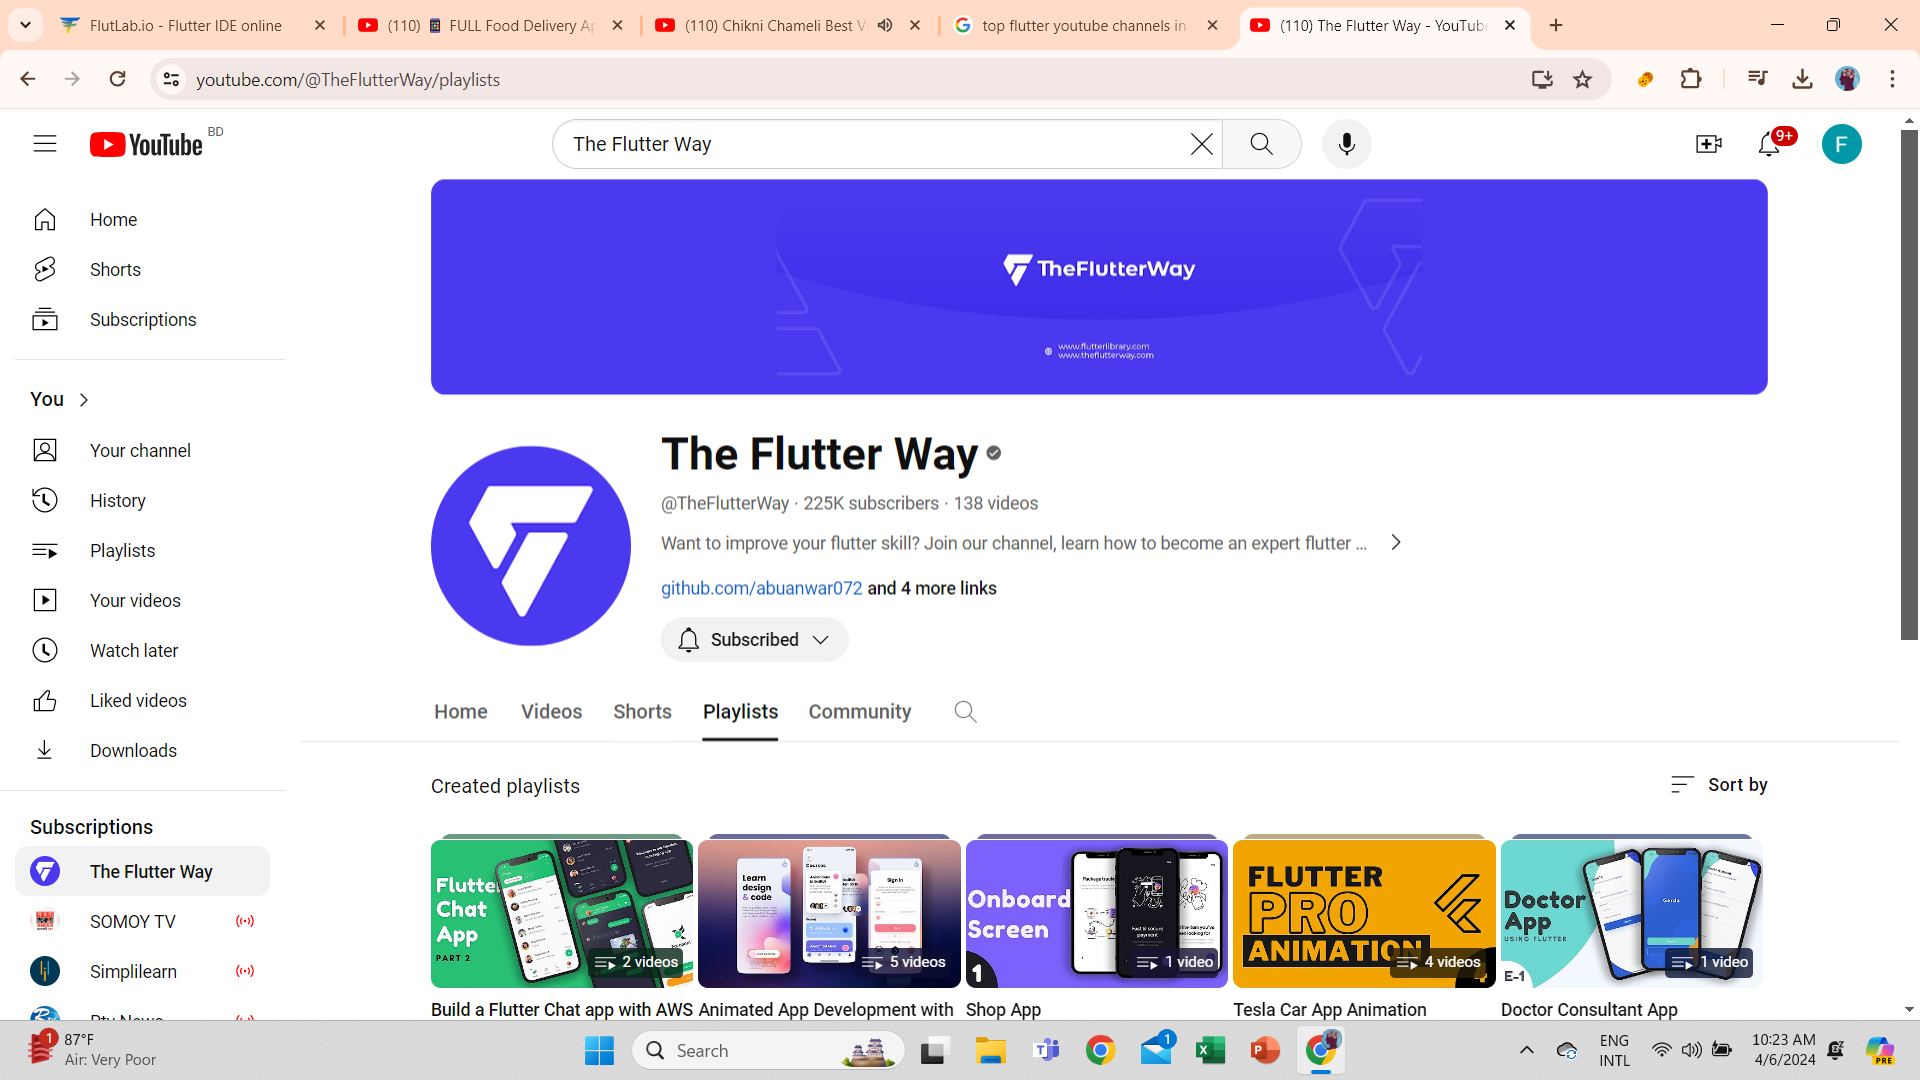 FlutLab.io - Flutter IDE online
(110) 📱 FULL Food Delivery Ap
(110) Chikni Chameli Best V
top flutter youtube channels in
(110) The Flutter Way - YouTube
youtube.com/@TheFlutterWay/playlists
YouTube BD
The Flutter Way
9+
F
Home
Shorts
Subscriptions
You
Your channel
History
Playlists
Your videos
Watch later
Liked videos
Downloads
Subscriptions
The Flutter Way
SOMOY TV
Simplilearn
TheFlutterWay
www.flutterlibrary.com
www.theflutterway.com
The Flutter Way
@TheFlutterWay · 225K subscribers · 138 videos
Want to improve your flutter skill? Join our channel, learn how to become an expert flutter ...
github.com/abuanwar072 and 4 more links
Subscribed
Home Videos Shorts Playlists Community
Created playlists
Sort by
Flutter
Chat
App
PART 2
2 videos
Build a Flutter Chat app with AWS
Learn
design
& code
Sign in
5 videos
Animated App Development with
Onboard
Screen
1
1 video
Shop App
FLUTTER
PRO
ANIMATION
4 videos
Tesla Car App Animation
Doctor
App
USING FLUTTER
E-1
1 video
Doctor Consultant App
1
87°F
Air: Very Poor
Search
1
ENG
INTL
10:23 AM
4/6/2024
PRE